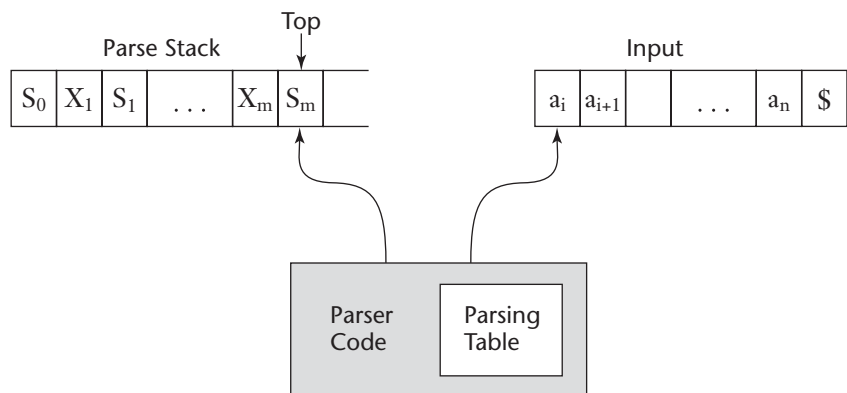 Top
Parse Stack
Input
S₀ X₁ S₁ . . . Xₘ Sₘ
aᵢ aᵢ₊₁ . . . aₙ $
Parser
Code
Parsing
Table